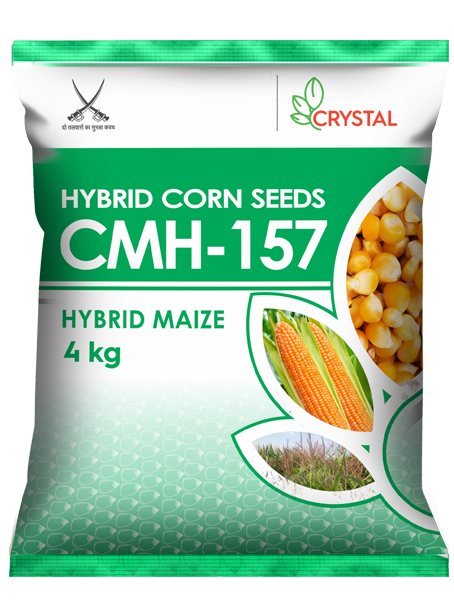 दो तलवारों का सुरक्षा कवच
CRYSTAL
HYBRID CORN SEEDS
CMH-157
HYBRID MAIZE
4 kg